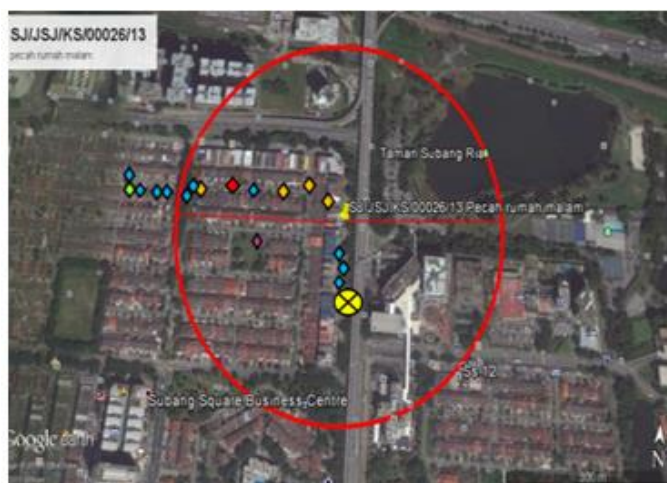 SJ/JSJ/KS/00026/13
pecah rumah malam
Taman Subang Ria
SJ/JSJ/KS/00026/13 Pecah rumah malam
SS 12
Subang Square Business Centre
Google earth
N